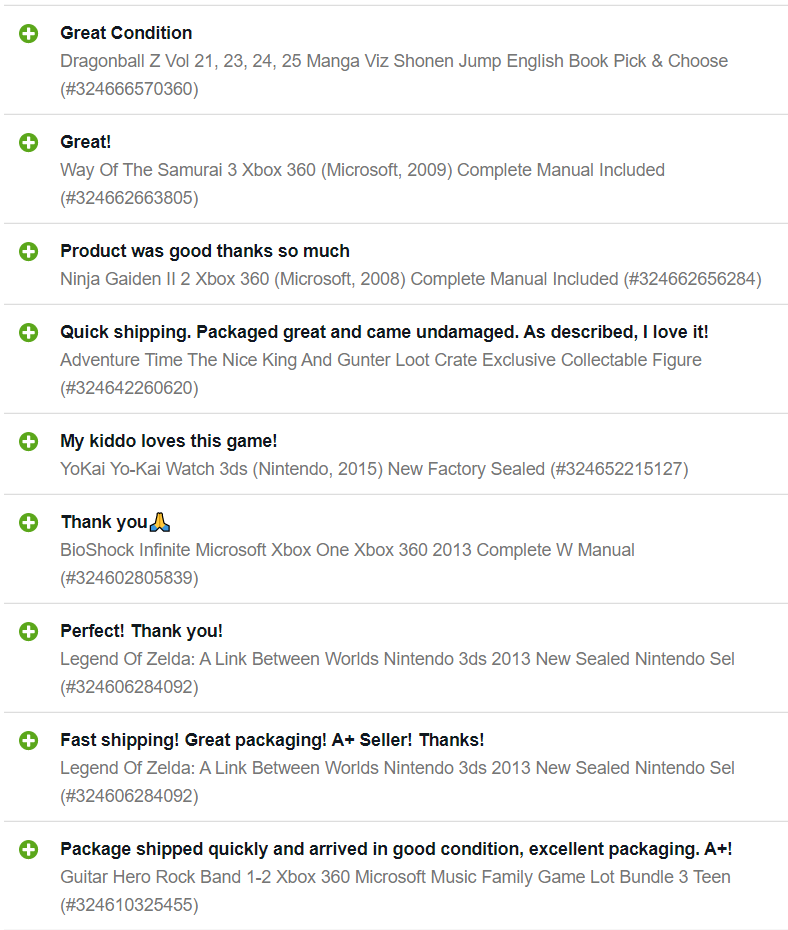 Great Condition
Dragonball Z Vol 21, 23, 24, 25 Manga Viz Shonen Jump English Book Pick & Choose
(#324666570360)
Great!
Way Of The Samurai 3 Xbox 360 (Microsoft, 2009) Complete Manual Included
(#324662663805)
Product was good thanks so much
Ninja Gaiden II 2 Xbox 360 (Microsoft, 2008) Complete Manual Included (#324662656284)
Quick shipping. Packaged great and came undamaged. As described, I love it!
Adventure Time The Nice King And Gunter Loot Crate Exclusive Collectable Figure
(#324642260620)
My kiddo loves this game!
YoKai Yo-Kai Watch 3ds (Nintendo, 2015) New Factory Sealed (#324652215127)
Thank you🙏
BioShock Infinite Microsoft Xbox One Xbox 360 2013 Complete W Manual
(#324602805839)
Perfect! Thank you!
Legend Of Zelda: A Link Between Worlds Nintendo 3ds 2013 New Sealed Nintendo Sel
(#324606284092)
Fast shipping! Great packaging! A+ Seller! Thanks!
Legend Of Zelda: A Link Between Worlds Nintendo 3ds 2013 New Sealed Nintendo Sel
(#324606284092)
Package shipped quickly and arrived in good condition, excellent packaging. A+!
Guitar Hero Rock Band 1-2 Xbox 360 Microsoft Music Family Game Lot Bundle 3 Teen
(#324610325455)